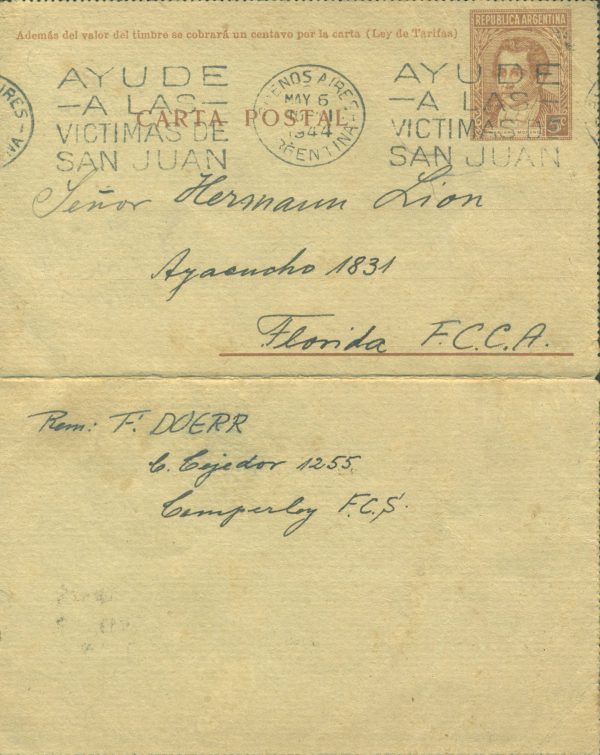 REPUBLICA ARGENTINA
Además del valor del timbre se cobrará un centavo por la carta (Ley de Tarifas)
AYUDE
A LAS
VICTIMAS DE
SAN JUAN
BUENOS AIRES
MAY 6
1944
ARGENTINA
AYUDE
A LAS
VICTIMAS
SAN JUAN
5c
CARTA POSTAL
Señor Hermann Lion
Ayacucho 1831
Florida F.C.C.A.
Rem: F. DOERR
C. Cejedor 1255
Temperley F.C.S.